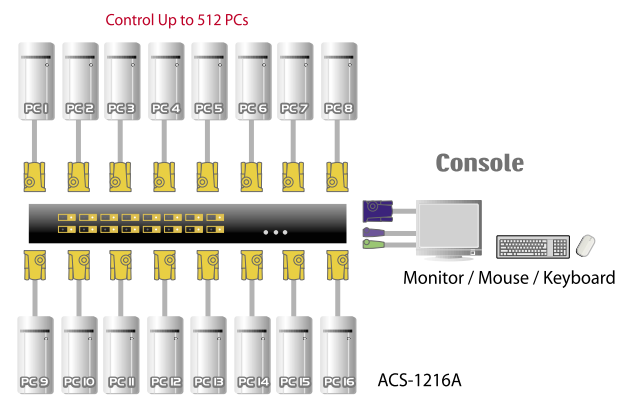 Control Up to 512 PCs
PC 1 PC 2 PC 3 PC 4 PC 5 PC 6 PC 7 PC 8
Console
Monitor / Mouse / Keyboard
PC 9 PC 10 PC 11 PC 12 PC 13 PC 14 PC 15 PC 16
ACS-1216A